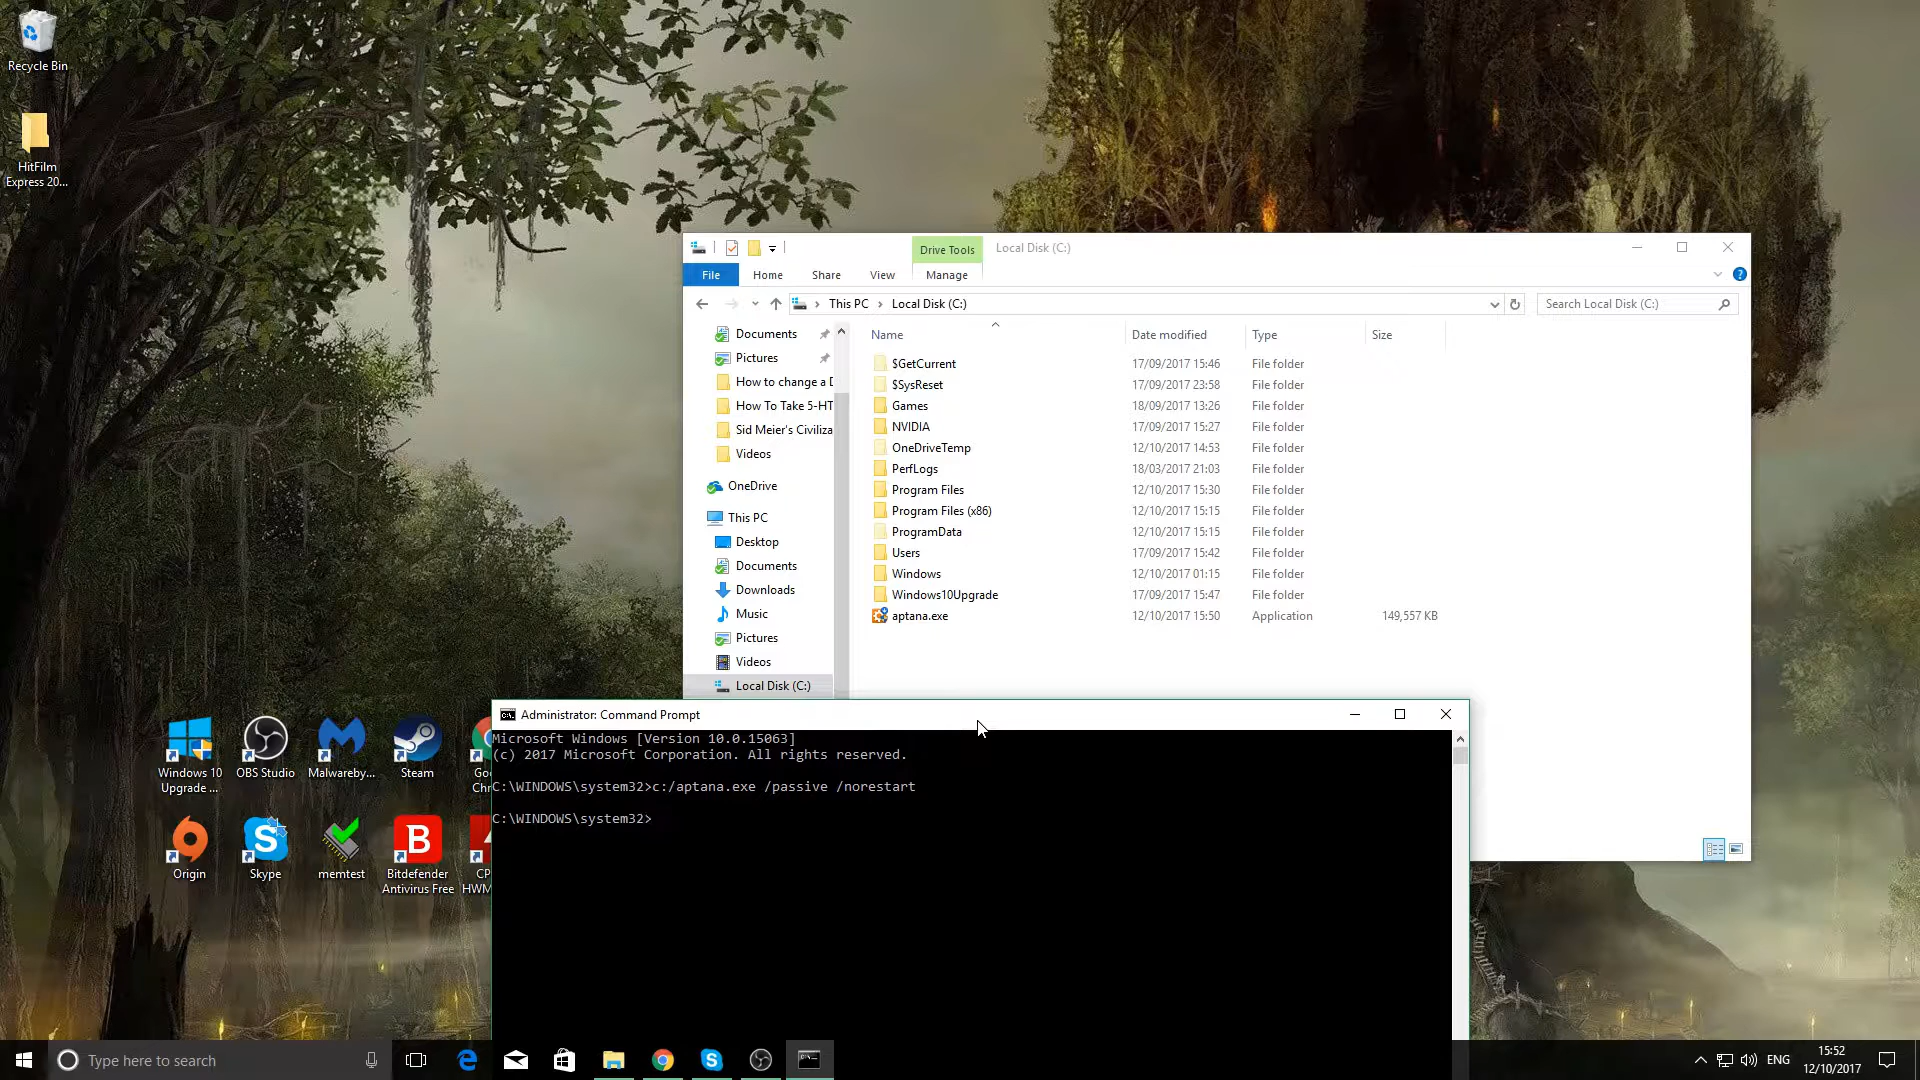 Recycle Bin
HitFilm
Express 20...
Drive Tools
Local Disk (C:)
File
Home
Share
View
Manage
This PC
Local Disk (C:)
Search Local Disk (C:)
Documents
Pictures
How to change a D
How To Take 5-HT
Sid Meier's Civiliza
Videos
OneDrive
This PC
Desktop
Documents
Downloads
Music
Pictures
Videos
Local Disk (C:)
Name Date modified Type Size
$GetCurrent 17/09/2017 15:46 File folder
$SysReset 17/09/2017 23:58 File folder
Games 18/09/2017 13:26 File folder
NVIDIA 17/09/2017 15:27 File folder
OneDriveTemp 12/10/2017 14:53 File folder
PerfLogs 18/03/2017 21:03 File folder
Program Files 12/10/2017 15:30 File folder
Program Files (x86) 12/10/2017 15:15 File folder
ProgramData 12/10/2017 15:15 File folder
Users 17/09/2017 15:42 File folder
Windows 12/10/2017 01:15 File folder
Windows10Upgrade 17/09/2017 15:47 File folder
aptana.exe 12/10/2017 15:50 Application 149,557 KB
Administrator: Command Prompt
Microsoft Windows [Version 10.0.15063]
(c) 2017 Microsoft Corporation. All rights reserved.
C:\WINDOWS\system32>c:/aptana.exe /passive /norestart
C:\WINDOWS\system32>
Windows 10
Upgrade ...
OBS Studio
Malwareby...
Steam
Goo
Chr
Origin
Skype
memtest
Bitdefender
Antivirus Free
CP
HWM
Type here to search
ENG
15:52
12/10/2017